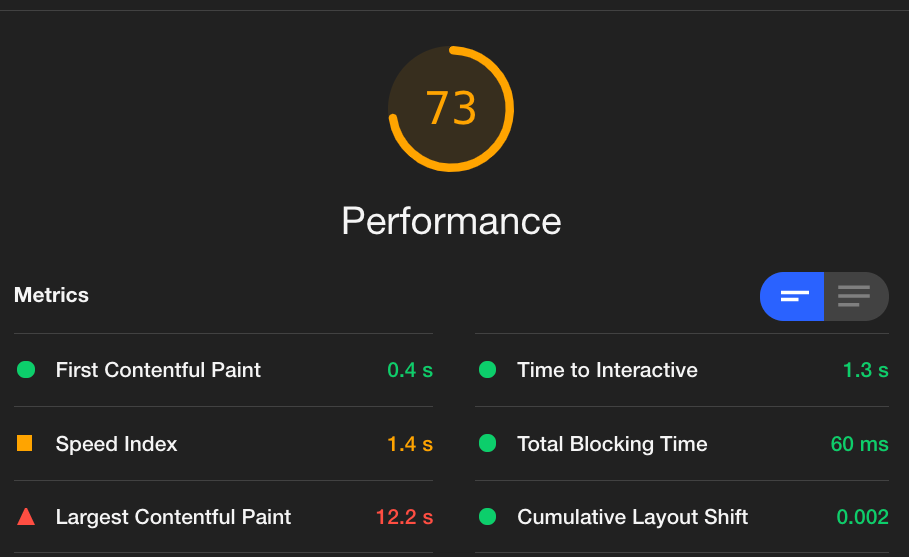 73
Performance
Metrics
First Contentful Paint 0.4 s
Time to Interactive 1.3 s
Speed Index 1.4 s
Total Blocking Time 60 ms
Largest Contentful Paint 12.2 s
Cumulative Layout Shift 0.002